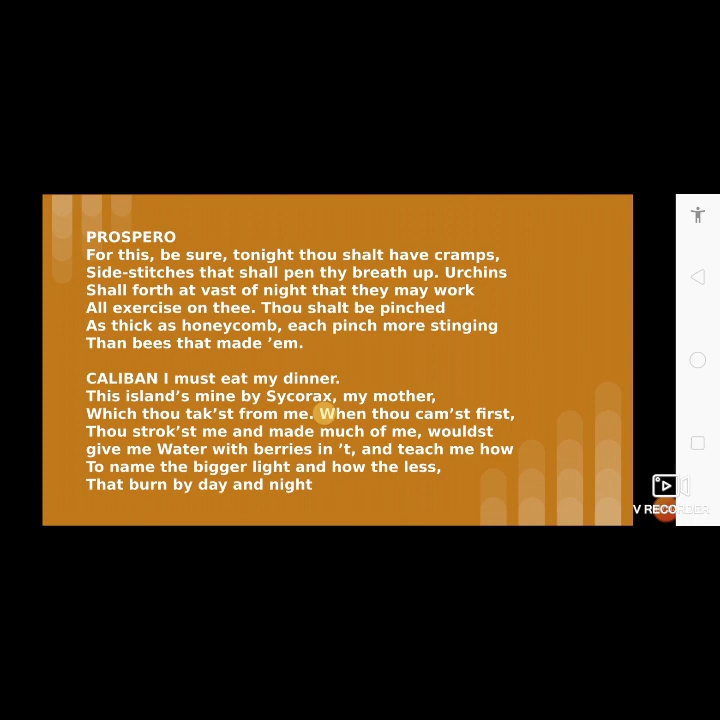 PROSPERO
For this, be sure, tonight thou shalt have cramps,
Side-stitches that shall pen thy breath up. Urchins
Shall forth at vast of night that they may work
All exercise on thee. Thou shalt be pinched
As thick as honeycomb, each pinch more stinging
Than bees that made ’em.
CALIBAN I must eat my dinner.
This island’s mine by Sycorax, my mother,
Which thou tak’st from me. When thou cam’st first,
Thou strok’st me and made much of me, wouldst
give me Water with berries in ’t, and teach me how
To name the bigger light and how the less,
That burn by day and night
V RECORDER